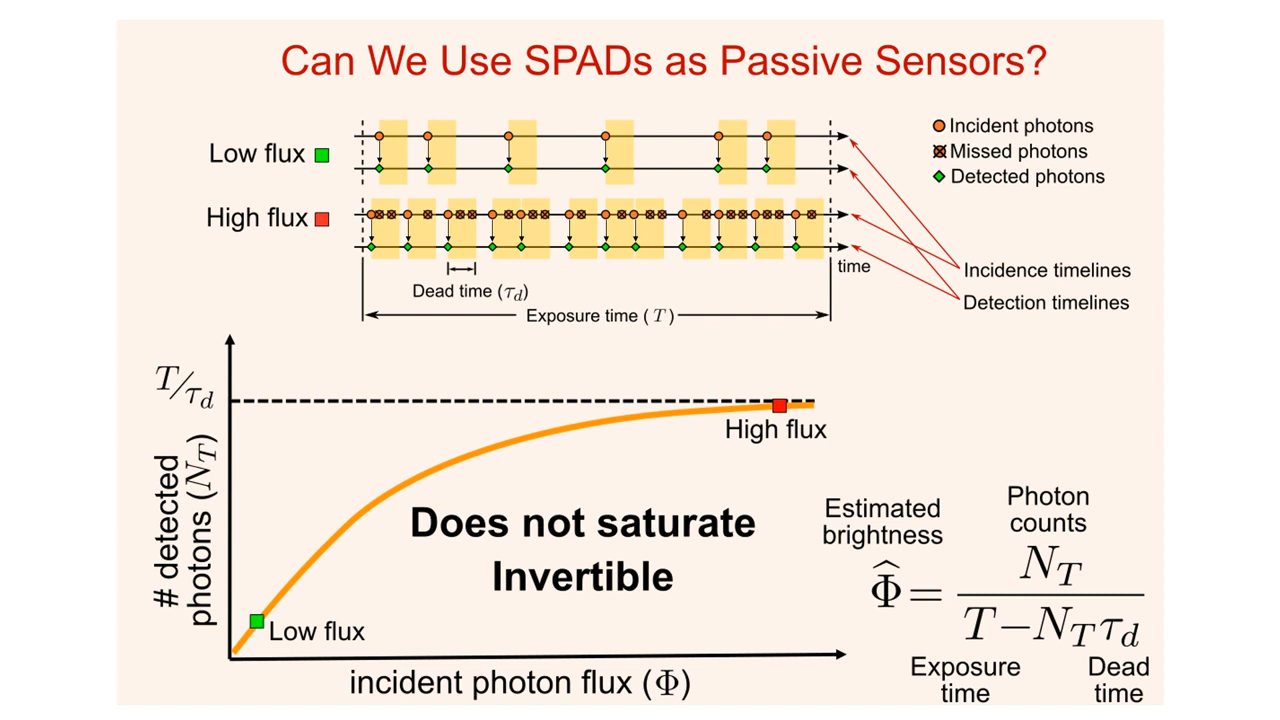 Can We Use SPADs as Passive Sensors?
Low flux
High flux
Incident photons
Missed photons
Detected photons
time
Incidence timelines
Detection timelines
Dead time (τ_d)
Exposure time ( T )
T/τ_d
# detected
photons (N_T)
High flux
Does not saturate
Invertible
Low flux
incident photon flux (Φ)
Estimated
brightness
Photon
counts
Φ̂ = N_T / (T − N_T τ_d)
Exposure
time
Dead
time